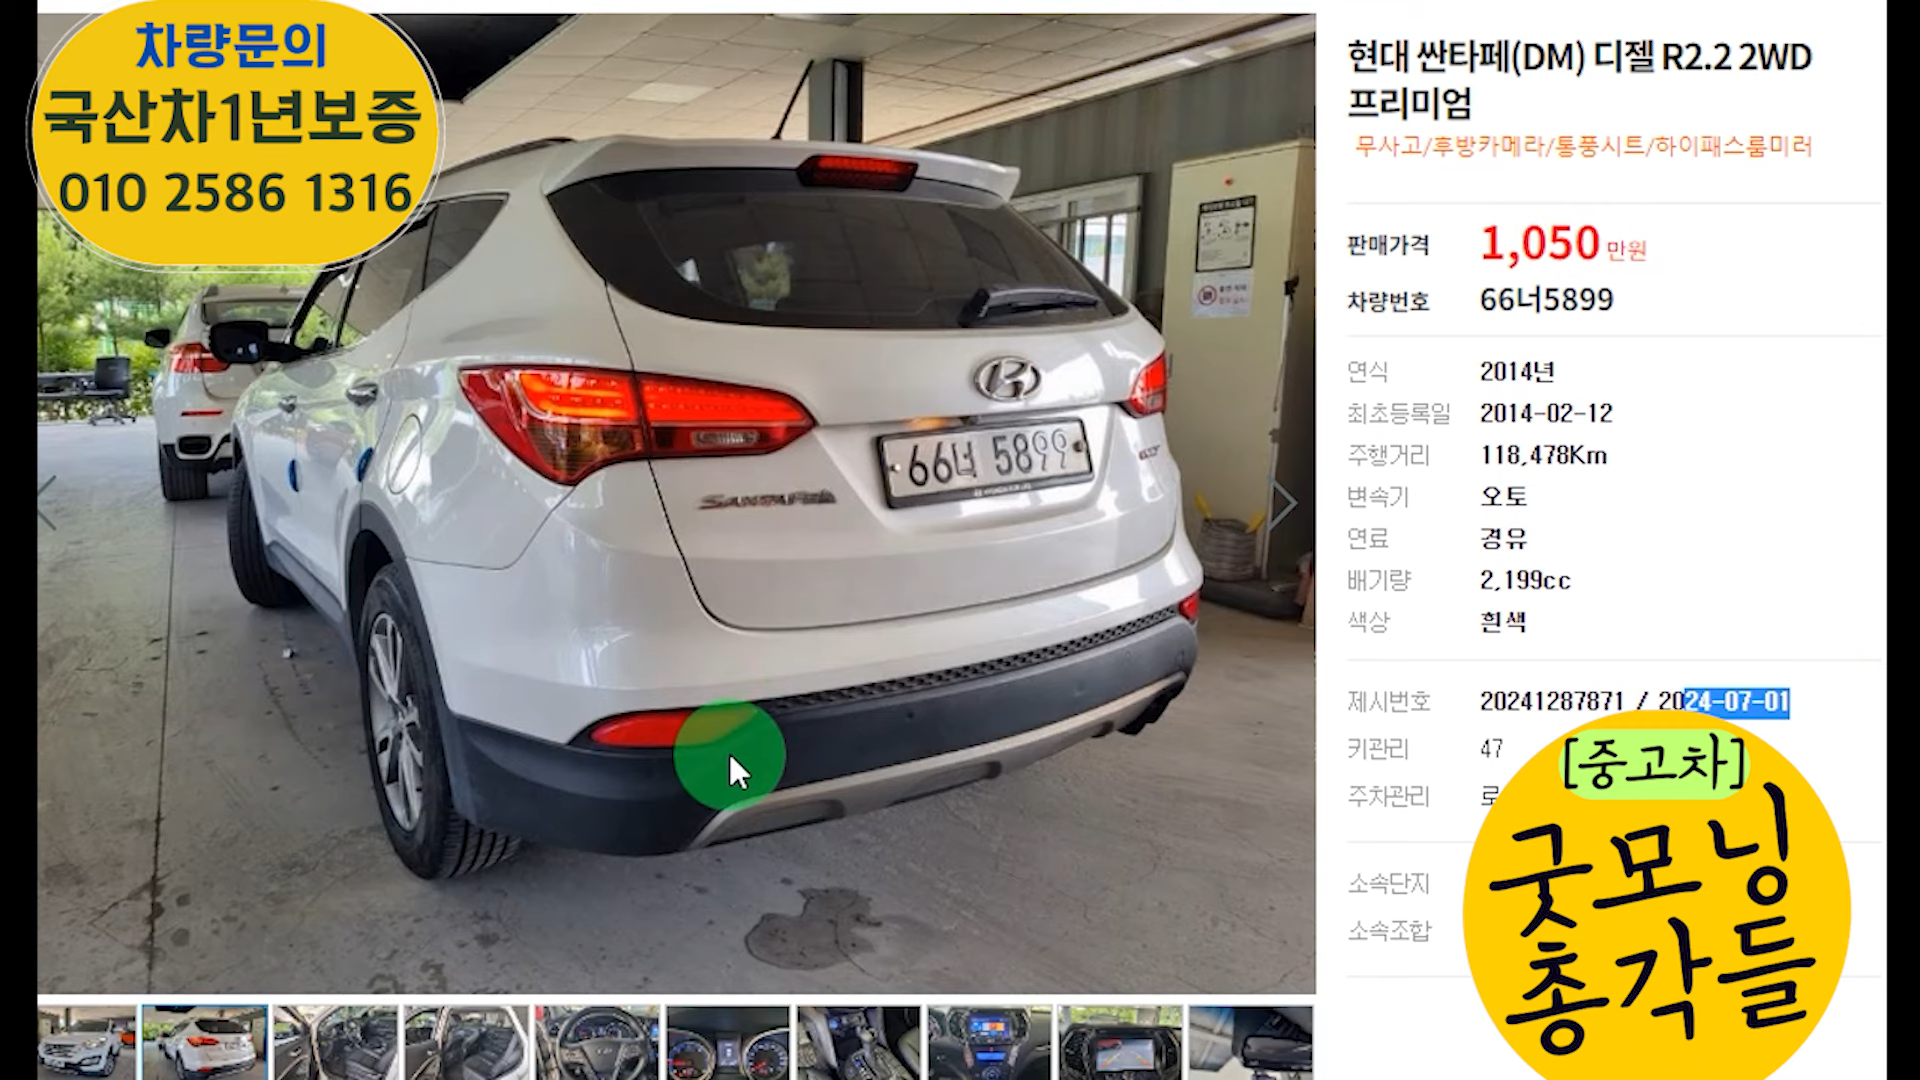 차량문의
국산차1년보증
010 2586 1316
66너 5899
현대 싼타페(DM) 디젤 R2.2 2WD
프리미엄
무사고/후방카메라/통풍시트/하이패스룸미러
판매가격 1,050 만원
차량번호 66너5899
연식 2014년
최초등록일 2014-02-12
주행거리 118,478Km
변속기 오토
연료 경유
배기량 2,199cc
색상 흰색
제시번호 20241287871 / 2024-07-01
키관리 47
주차관리 로
소속단지
소속조합
[중고차]
굿모닝
총각들